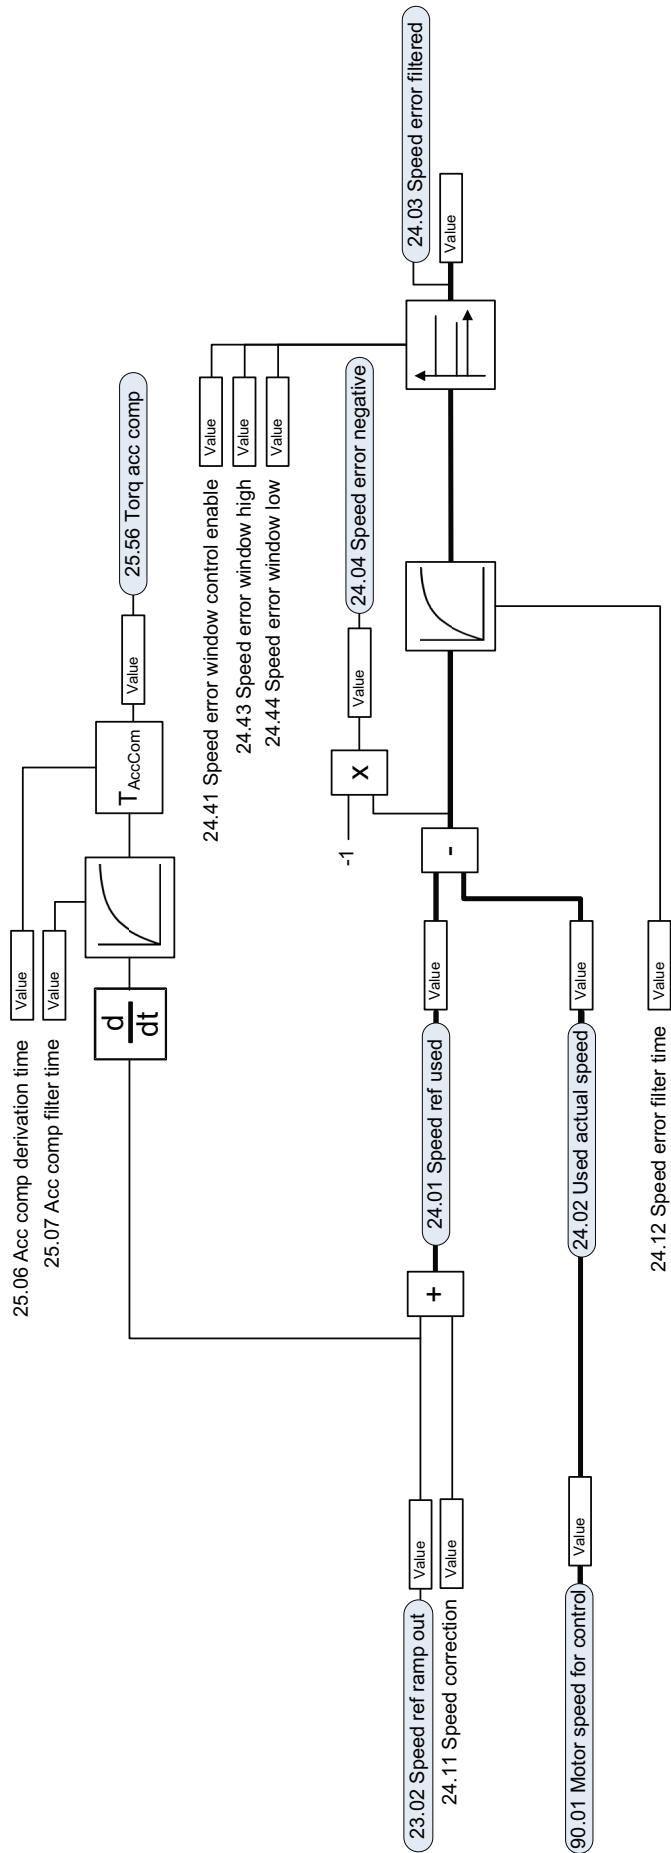 23.02 Speed ref ramp out
Value
24.11 Speed correction
Value
90.01 Motor speed for control
Value
+
25.06 Acc comp derivation time
Value
25.07 Acc comp filter time
Value
d
dt
T AccCom
Value
25.56 Torq acc comp
24.01 Speed ref used
Value
24.02 Used actual speed
Value
24.12 Speed error filter time
Value
-
-1
x
Value
24.04 Speed error negative
24.41 Speed error window control enable
Value
24.43 Speed error window high
Value
24.44 Speed error window low
Value
24.03 Speed error filtered
Value